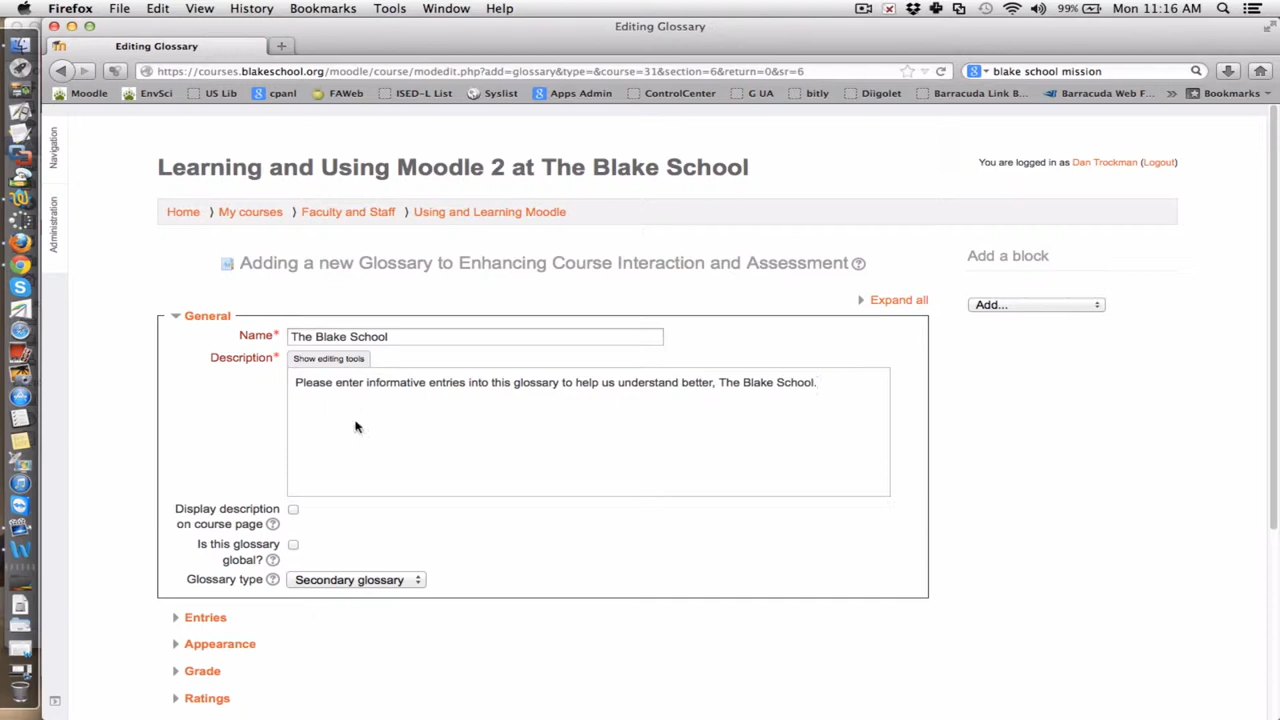 Firefox File Edit View History Bookmarks Tools Window Help 99% Mon 11:16 AM
Editing Glossary
Editing Glossary
https://courses.blakeschool.org/moodle/course/modedit.php?add=glossary&type=&course=31&section=6&return=0&sr=6 blake school mission
Moodle EnvSci US Lib cpanl FAWeb ISED-L List Syslist Apps Admin ControlCenter G UA bitly Diigolet Barracuda Link B... Barracuda Web F... » Bookmarks
Navigation
Administration
Learning and Using Moodle 2 at The Blake School
You are logged in as Dan Trockman (Logout)
Home My courses Faculty and Staff Using and Learning Moodle
Adding a new Glossary to Enhancing Course Interaction and Assessment
Add a block
Expand all
Add...
General
Name* The Blake School
Description* Show editing tools
Please enter informative entries into this glossary to help us understand better, The Blake School.
Display description
on course page
Is this glossary
global?
Glossary type Secondary glossary
Entries
Appearance
Grade
Ratings